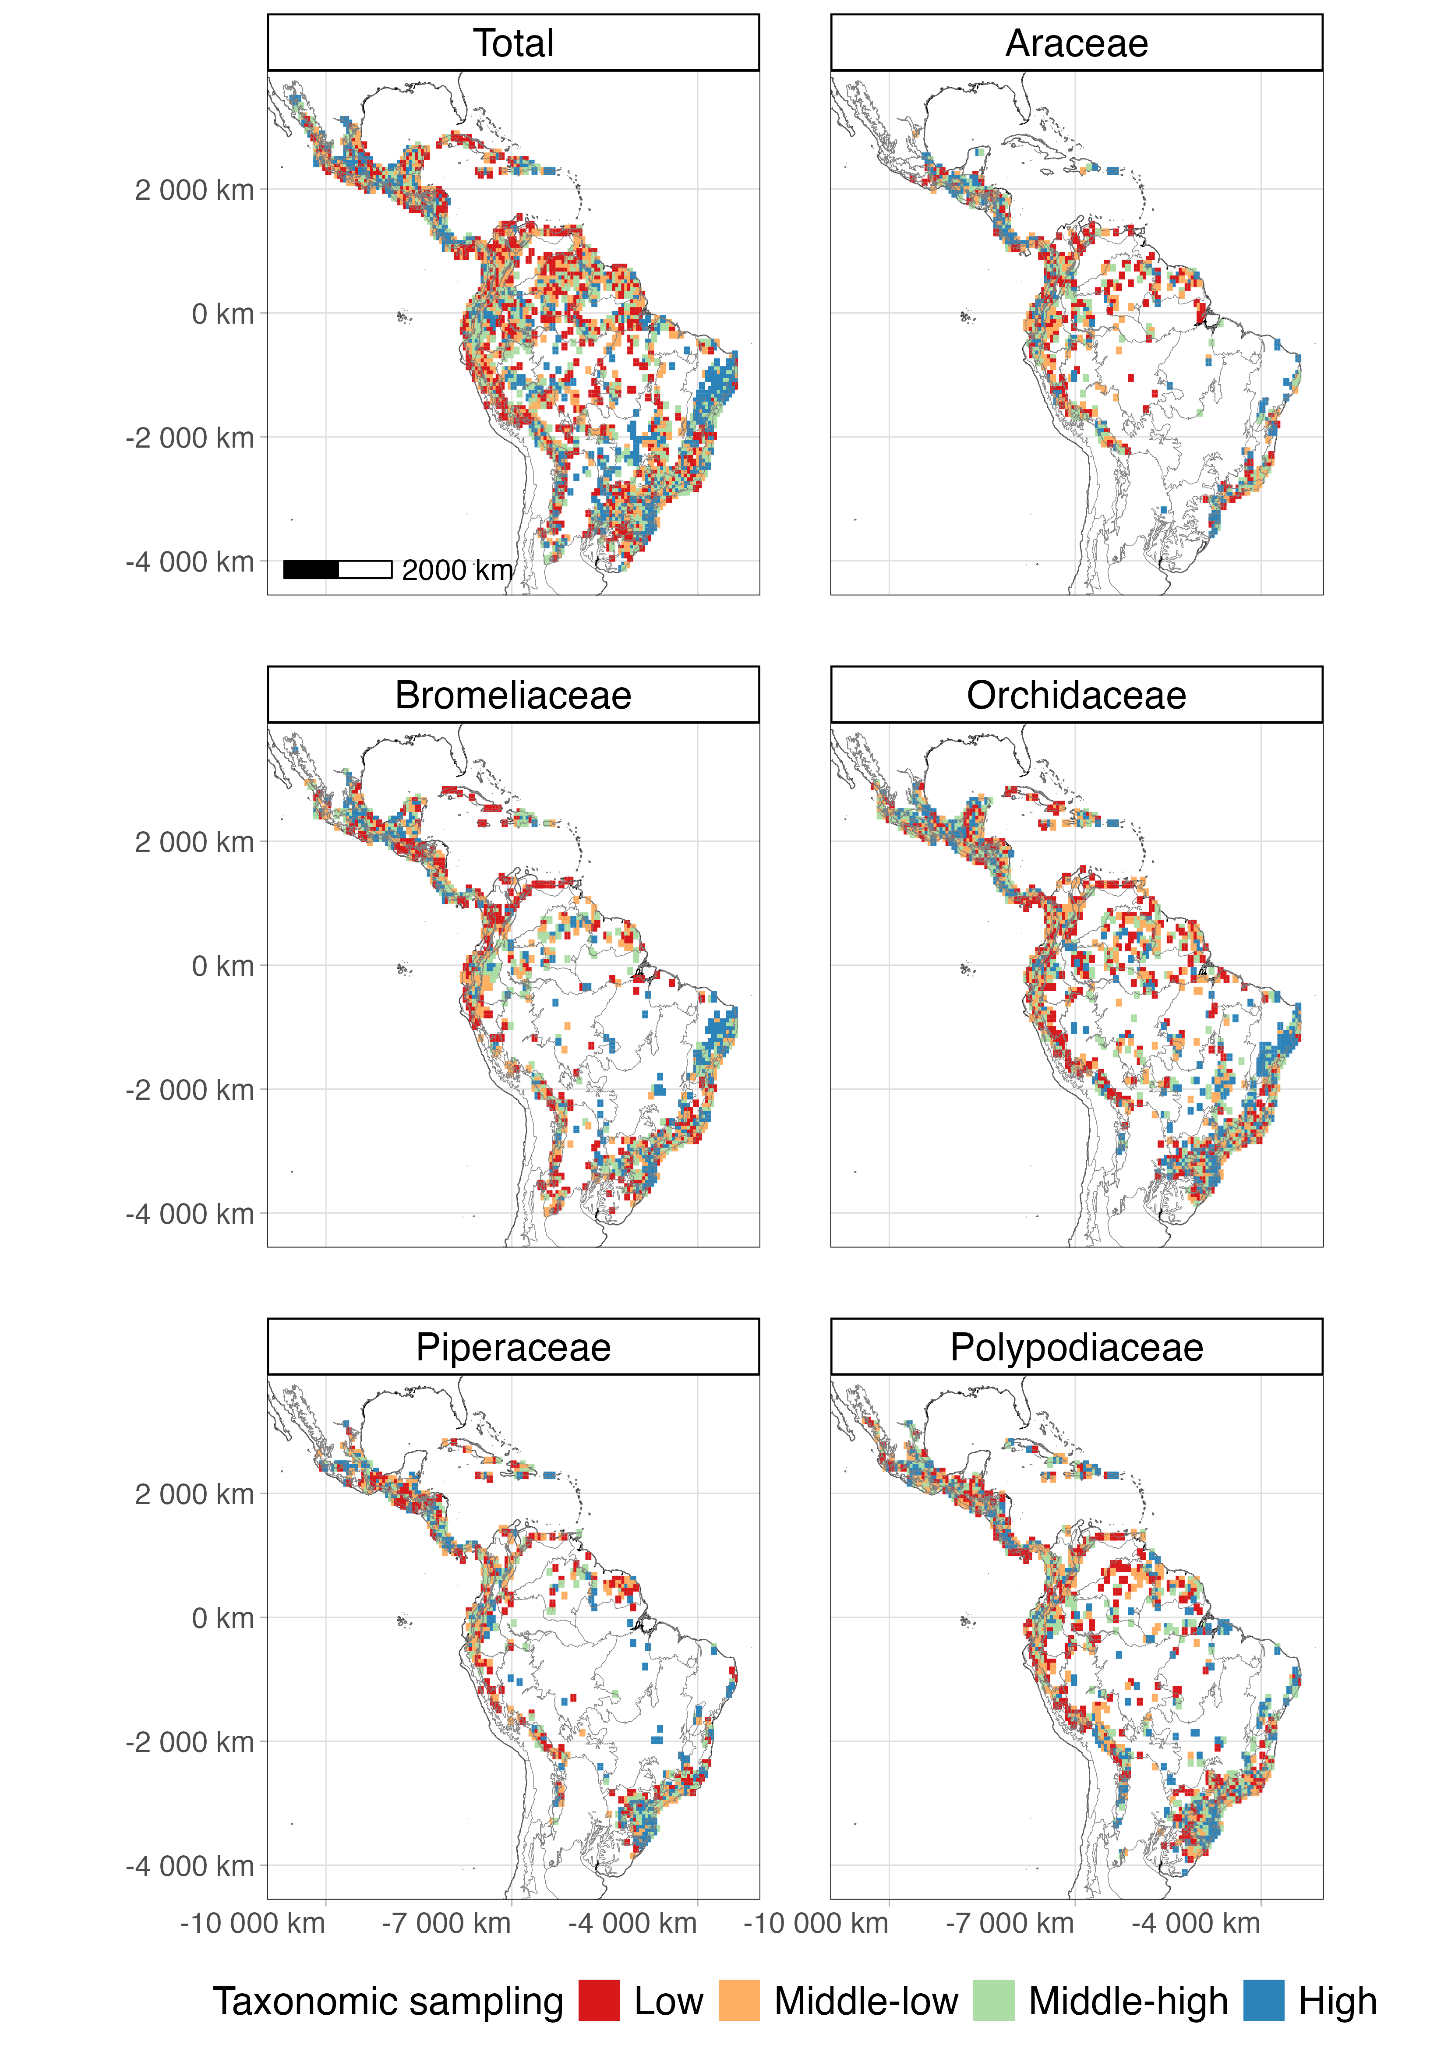 Total
Araceae
2 000 km
0 km
-2 000 km
-4 000 km
2000 km
Bromeliaceae
Orchidaceae
2 000 km
0 km
-2 000 km
-4 000 km
Piperaceae
Polypodiaceae
2 000 km
0 km
-2 000 km
-4 000 km
-10 000 km -7 000 km -4 000 km -10 000 km -7 000 km -4 000 km
Taxonomic sampling Low Middle-low Middle-high High